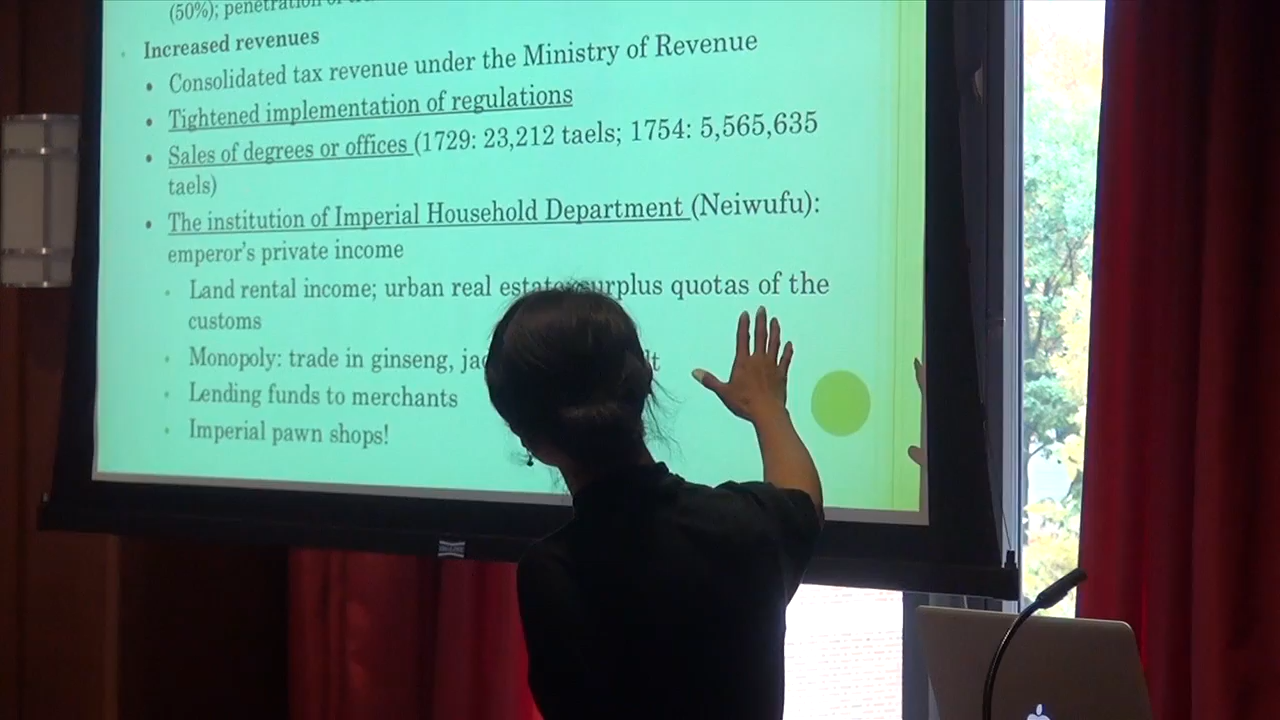 (50%); penetration
Increased revenues
Consolidated tax revenue under the Ministry of Revenue
Tightened implementation of regulations
Sales of degrees or offices (1729: 23,212 taels; 1754: 5,565,635
taels)
The institution of Imperial Household Department (Neiwufu):
emperor's private income
Land rental income; urban real estate; surplus quotas of the
customs
Monopoly: trade in ginseng,
Lending funds to merchants
Imperial pawn shops!